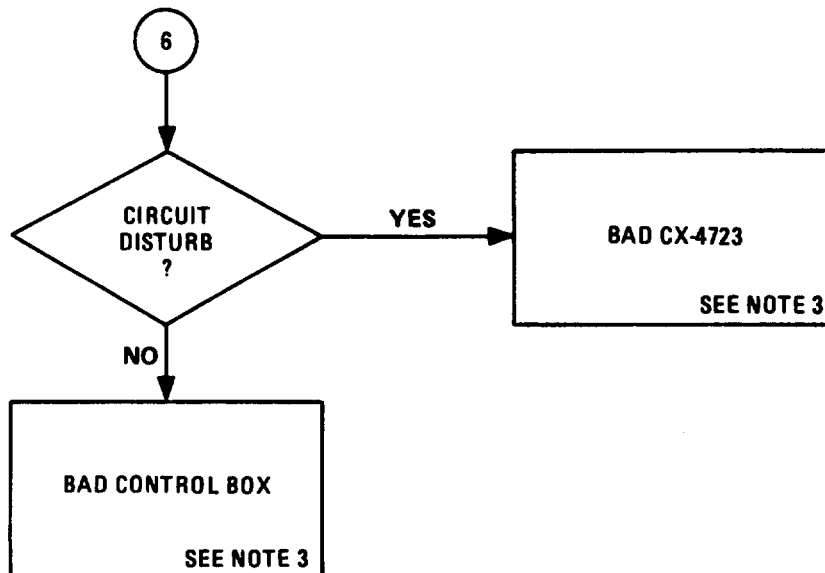 6
CIRCUIT
DISTURB
?
YES
BAD CX-4723
SEE NOTE 3
NO
BAD CONTROL BOX
SEE NOTE 3